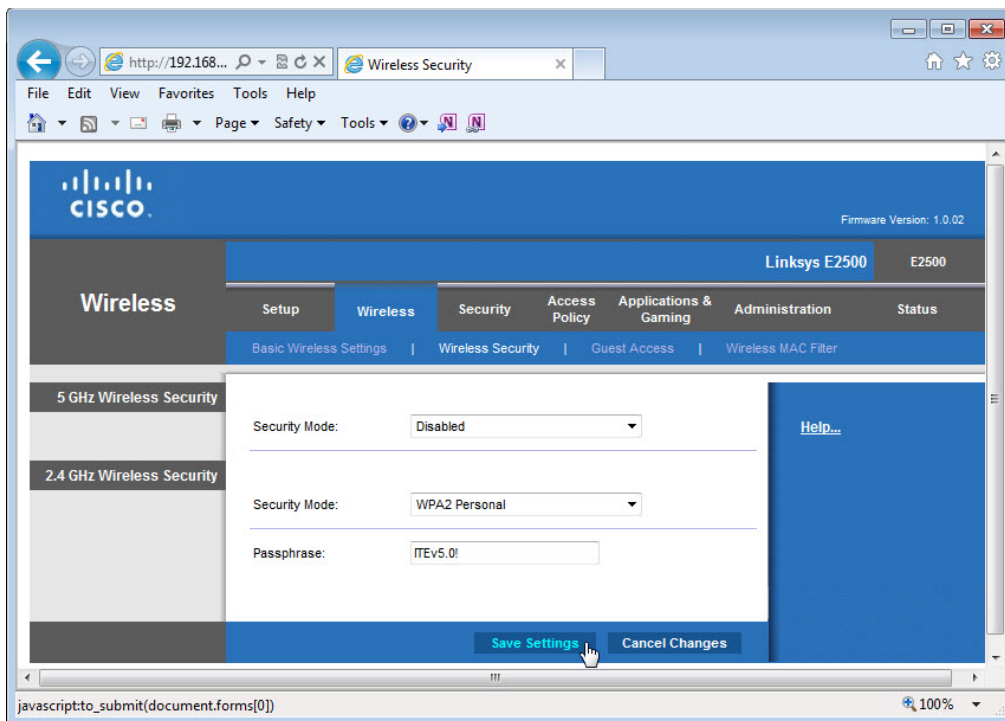 http://192.168... Wireless Security
File Edit View Favorites Tools Help
Page Safety Tools
CISCO.
Firmware Version: 1.0.02
Linksys E2500 E2500
Wireless
Setup Wireless Security Access Policy Applications & Gaming Administration Status
Basic Wireless Settings | Wireless Security | Guest Access | Wireless MAC Filter
5 GHz Wireless Security
Security Mode: Disabled
Help...
2.4 GHz Wireless Security
Security Mode: WPA2 Personal
Passphrase: ITEv5.0!
Save Settings Cancel Changes
javascript:to_submit(document.forms[0]) 100%